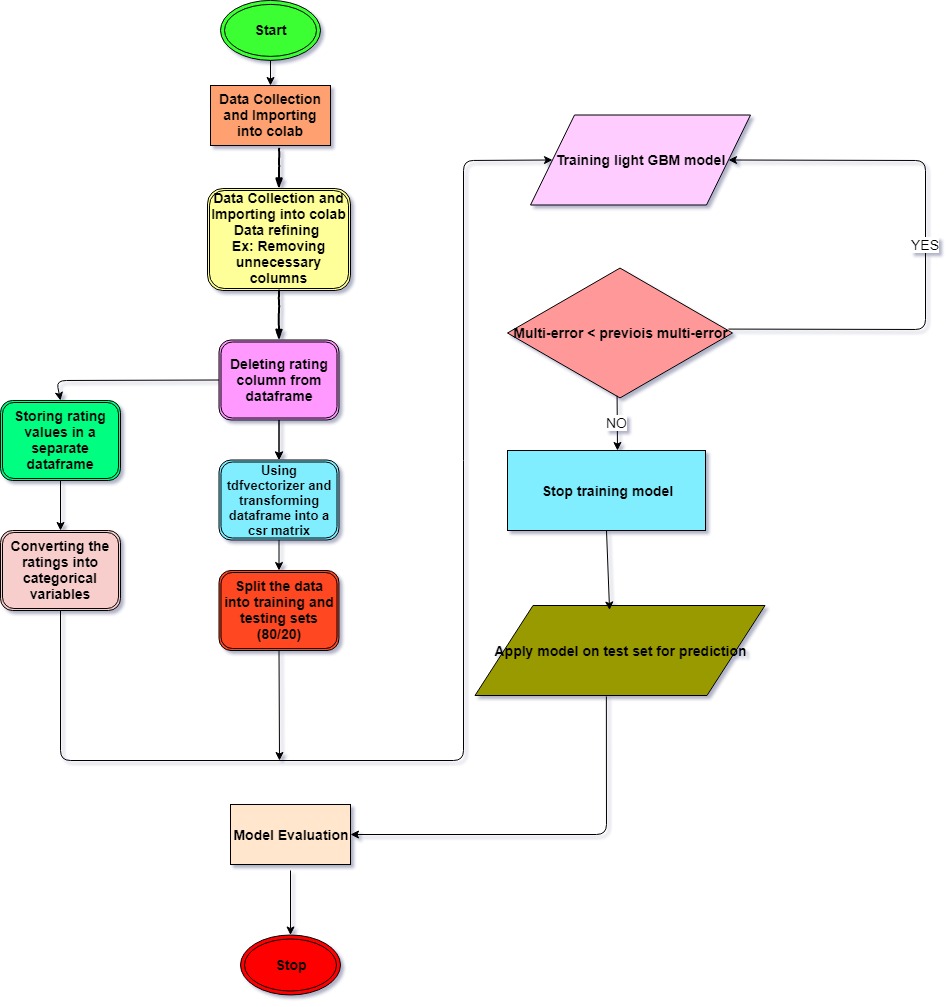 Start
Data Collection
and Importing
into colab
Data Collection and
Importing into colab
Data refining
Ex: Removing
unnecessary
columns
Deleting rating
column from
dataframe
Storing rating
values in a
separate
dataframe
Using
tdfvectorizer and
transforming
dataframe into a
csr matrix
Converting the
ratings into
categorical
variables
Split the data
into training and
testing sets
(80/20)
Training light GBM model
YES
Multi-error < previois multi-error
NO
Stop training model
Apply model on test set for prediction
Model Evaluation
Stop